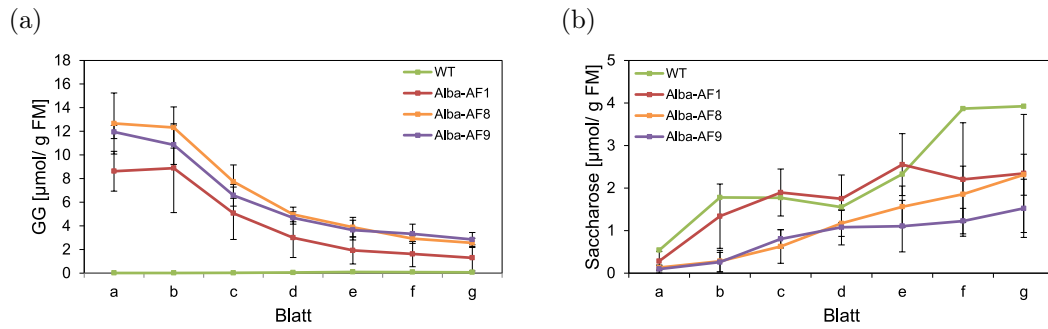 (a)
18
16
14
12
10
8
6
4
2
0
GG [µmol/ g FM]
WT
Alba-AF1
Alba-AF8
Alba-AF9
a b c d e f g
Blatt
(b)
5
4
3
2
1
0
Saccharose [µmol/ g FM]
WT
Alba-AF1
Alba-AF8
Alba-AF9
a b c d e f g
Blatt